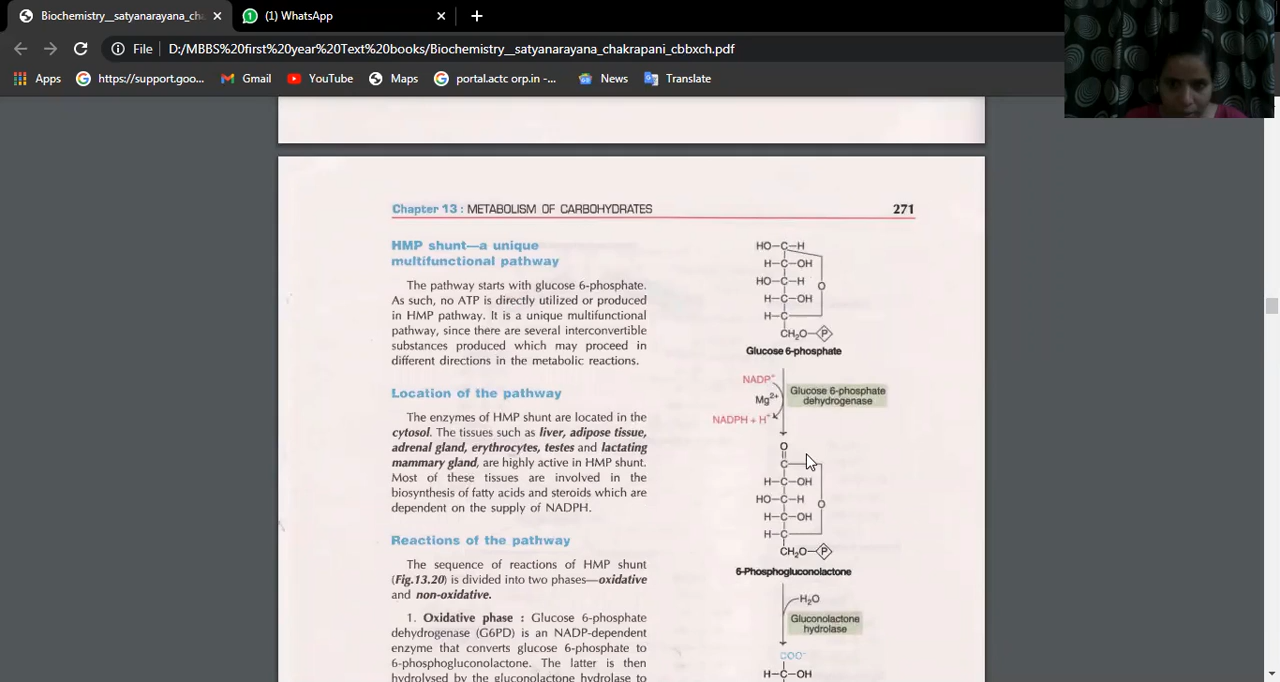 Biochemistry__satyanarayana_cha
(1) WhatsApp
File D:/MBBS%20first%20year%20Text%20books/Biochemistry_satyanarayana_chakrapani_cbbxch.pdf
Apps https://support.goo... Gmail YouTube Maps portal.actc orp.in -... News Translate
Chapter 13 : METABOLISM OF CARBOHYDRATES 271
HMP shunt—a unique
multifunctional pathway
The pathway starts with glucose 6-phosphate.
As such, no ATP is directly utilized or produced
in HMP pathway. It is a unique multifunctional
pathway, since there are several interconvertible
substances produced which may proceed in
different directions in the metabolic reactions.
Location of the pathway
The enzymes of HMP shunt are located in the
cytosol. The tissues such as liver, adipose tissue,
adrenal gland, erythrocytes, testes and lactating
mammary gland, are highly active in HMP shunt.
Most of these tissues are involved in the
biosynthesis of fatty acids and steroids which are
dependent on the supply of NADPH.
Reactions of the pathway
The sequence of reactions of HMP shunt
(Fig.13.20) is divided into two phases—oxidative
and non-oxidative.
1. Oxidative phase : Glucose 6-phosphate
dehydrogenase (G6PD) is an NADP-dependent
enzyme that converts glucose 6-phosphate to
6-phosphogluconolactone. The latter is then
hydrolysed by the gluconolactone hydrolase to
HO–C–H
H–C–OH
HO–C–H
O
H–C–OH
H–C
CH₂O–P
Glucose 6-phosphate
NADP⁺
Mg²⁺
NADPH + H⁺
Glucose 6-phosphate
dehydrogenase
O
C
H–C–OH
HO–C–H
O
H–C–OH
H–C
CH₂O–P
6-Phosphogluconolactone
H₂O
Gluconolactone
hydrolase
COO⁻
H–C–OH